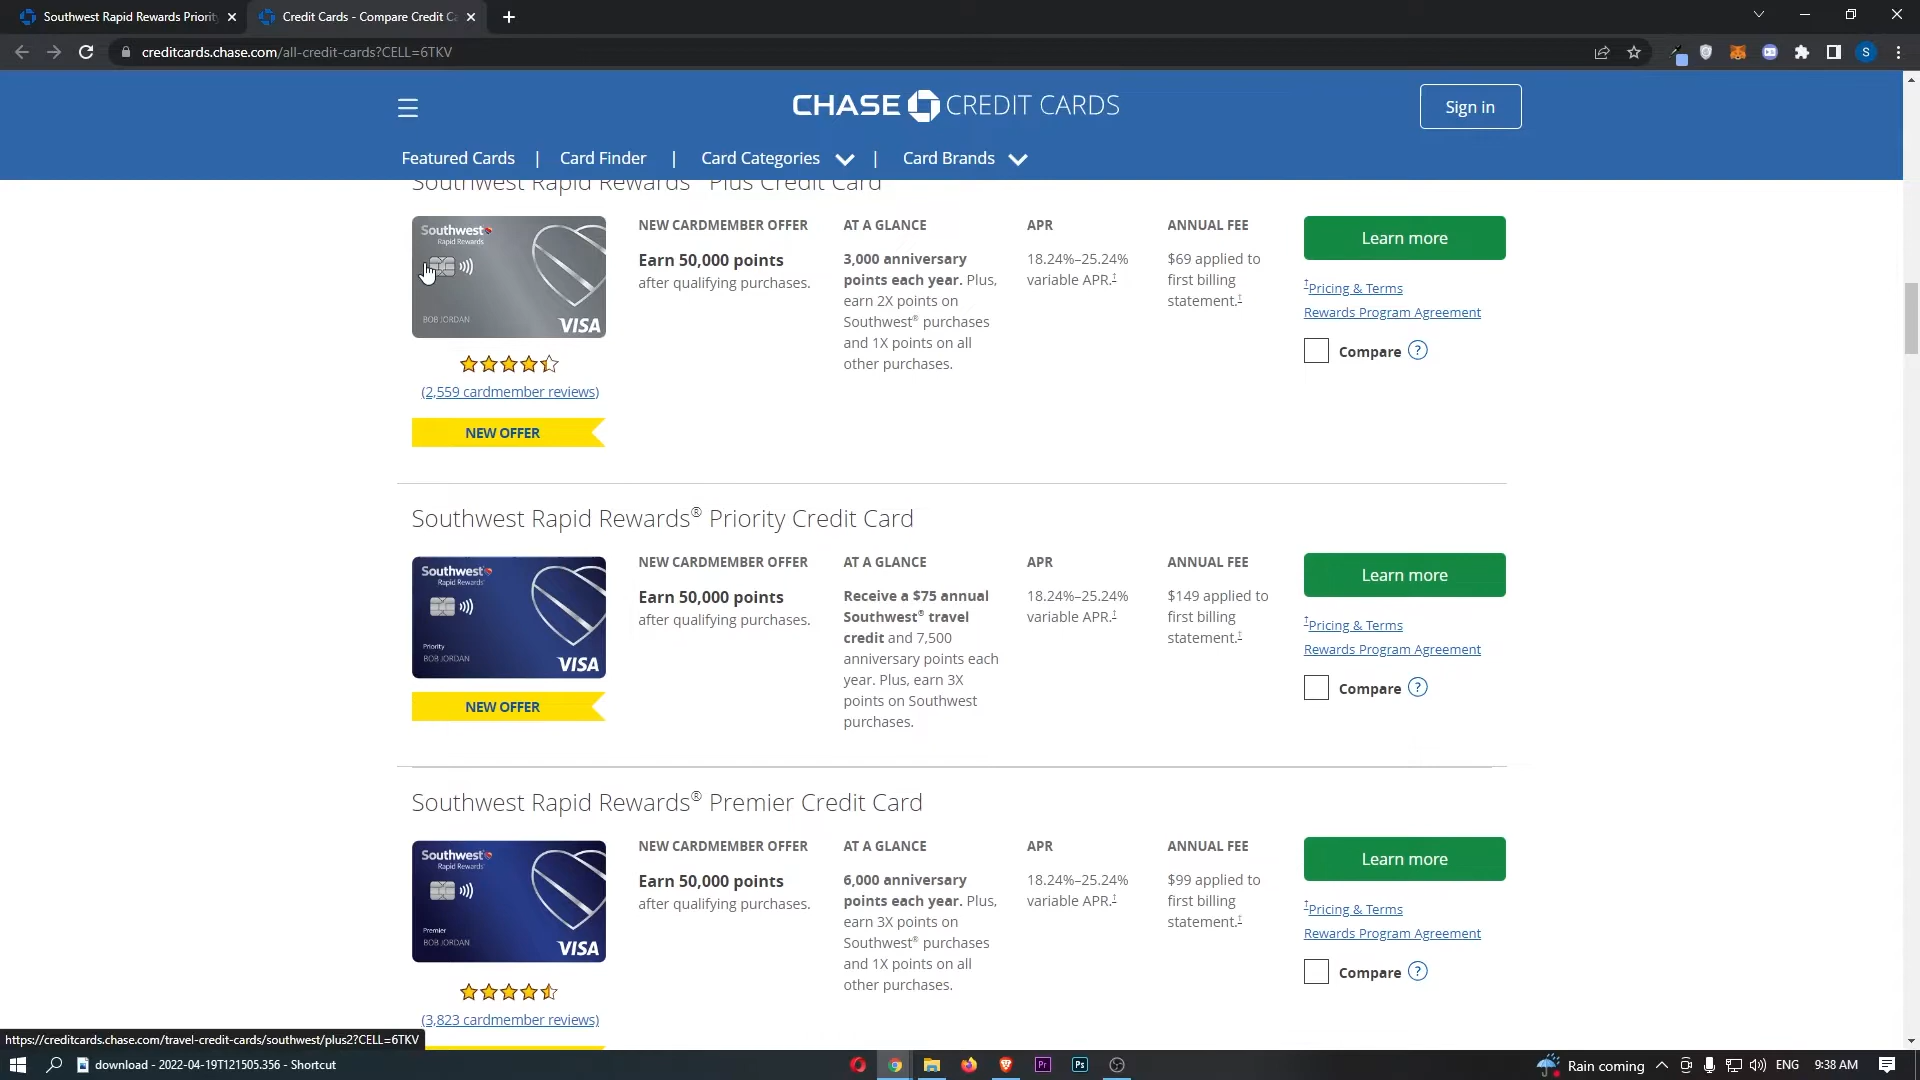 Southwest Rapid Rewards Priority
Credit Cards - Compare Credit Ca
creditcards.chase.com/all-credit-cards?CELL=6TKV
S
CHASE CREDIT CARDS
Sign in
Featured Cards | Card Finder | Card Categories | Card Brands
Southwest Rapid Rewards® Plus Credit Card
Southwest
Rapid Rewards
BOB JORDAN
VISA
(2,559 cardmember reviews)
NEW OFFER
NEW CARDMEMBER OFFER
Earn 50,000 points
after qualifying purchases.
AT A GLANCE
3,000 anniversary
points each year. Plus,
earn 2X points on
Southwest® purchases
and 1X points on all
other purchases.
APR
18.24%–25.24%
variable APR.†
ANNUAL FEE
$69 applied to
first billing
statement.†
Learn more
†Pricing & Terms
Rewards Program Agreement
Compare ?
Southwest Rapid Rewards® Priority Credit Card
Southwest
Rapid Rewards®
Priority
BOB JORDAN
VISA
NEW OFFER
NEW CARDMEMBER OFFER
Earn 50,000 points
after qualifying purchases.
AT A GLANCE
Receive a $75 annual
Southwest® travel
credit and 7,500
anniversary points each
year. Plus, earn 3X
points on Southwest
purchases.
APR
18.24%–25.24%
variable APR.†
ANNUAL FEE
$149 applied to
first billing
statement.†
Learn more
†Pricing & Terms
Rewards Program Agreement
Compare ?
Southwest Rapid Rewards® Premier Credit Card
Southwest
Rapid Rewards®
Premier
BOB JORDAN
VISA
(3,823 cardmember reviews)
NEW CARDMEMBER OFFER
Earn 50,000 points
after qualifying purchases.
AT A GLANCE
6,000 anniversary
points each year. Plus,
earn 3X points on
Southwest® purchases
and 1X points on all
other purchases.
APR
18.24%–25.24%
variable APR.†
ANNUAL FEE
$99 applied to
first billing
statement.†
Learn more
†Pricing & Terms
Rewards Program Agreement
Compare ?
https://creditcards.chase.com/travel-credit-cards/southwest/plus2?CELL=6TKV
download - 2022-04-19T121505.356 - Shortcut
Pr
Ps
Rain coming
ENG
9:38 AM